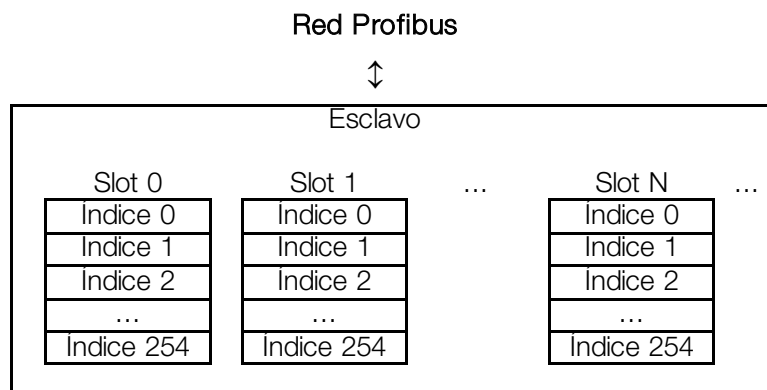 Red Profibus
↕
Esclavo
Slot 0 Slot 1 ... Slot N ...
Índice 0 Índice 0 Índice 0
Índice 1 Índice 1 Índice 1
Índice 2 Índice 2 Índice 2
... ... ...
Índice 254 Índice 254 Índice 254